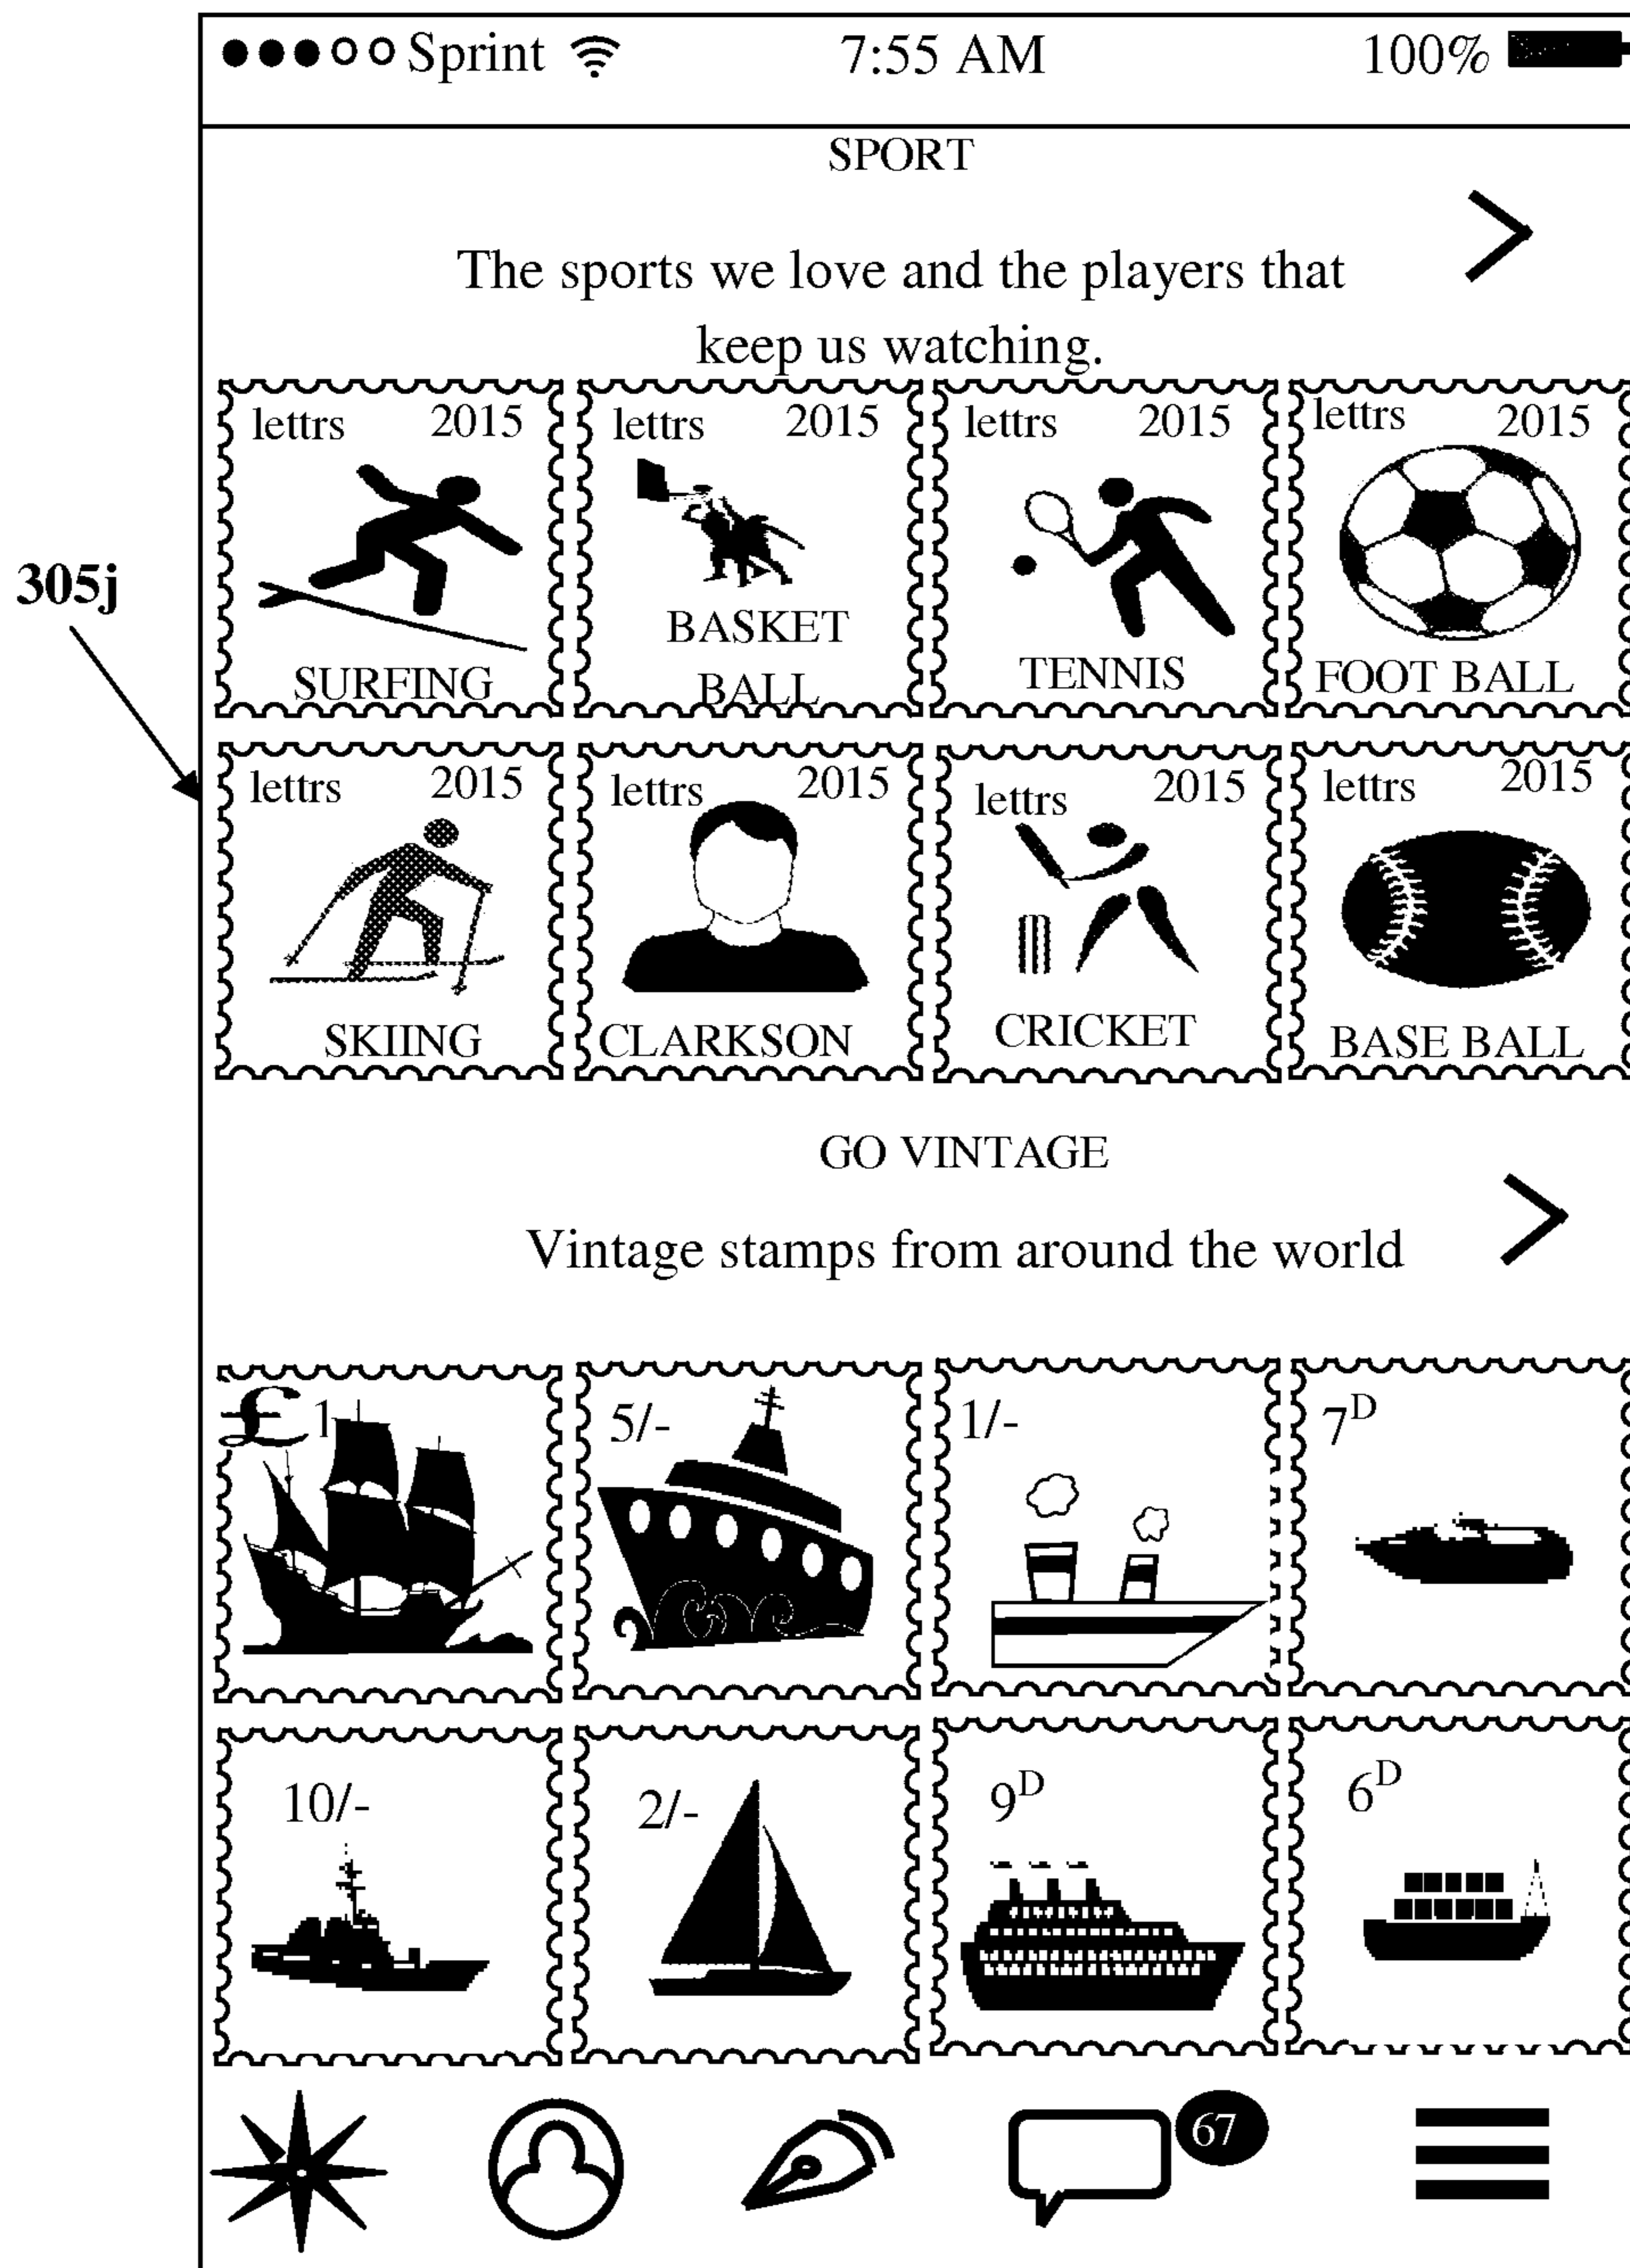 Sprint 7:55 AM 100%
SPORT
The sports we love and the players that
keep us watching.
lettrs 2015
SURFING
lettrs 2015
BASKET
BALL
lettrs 2015
TENNIS
lettrs 2015
FOOT BALL
305j
lettrs 2015
SKIING
lettrs 2015
CLARKSON
lettrs 2015
CRICKET
lettrs 2015
BASE BALL
GO VINTAGE
Vintage stamps from around the world
£ 1
5/-
1/-
7D
10/-
2/-
9D
6D
67